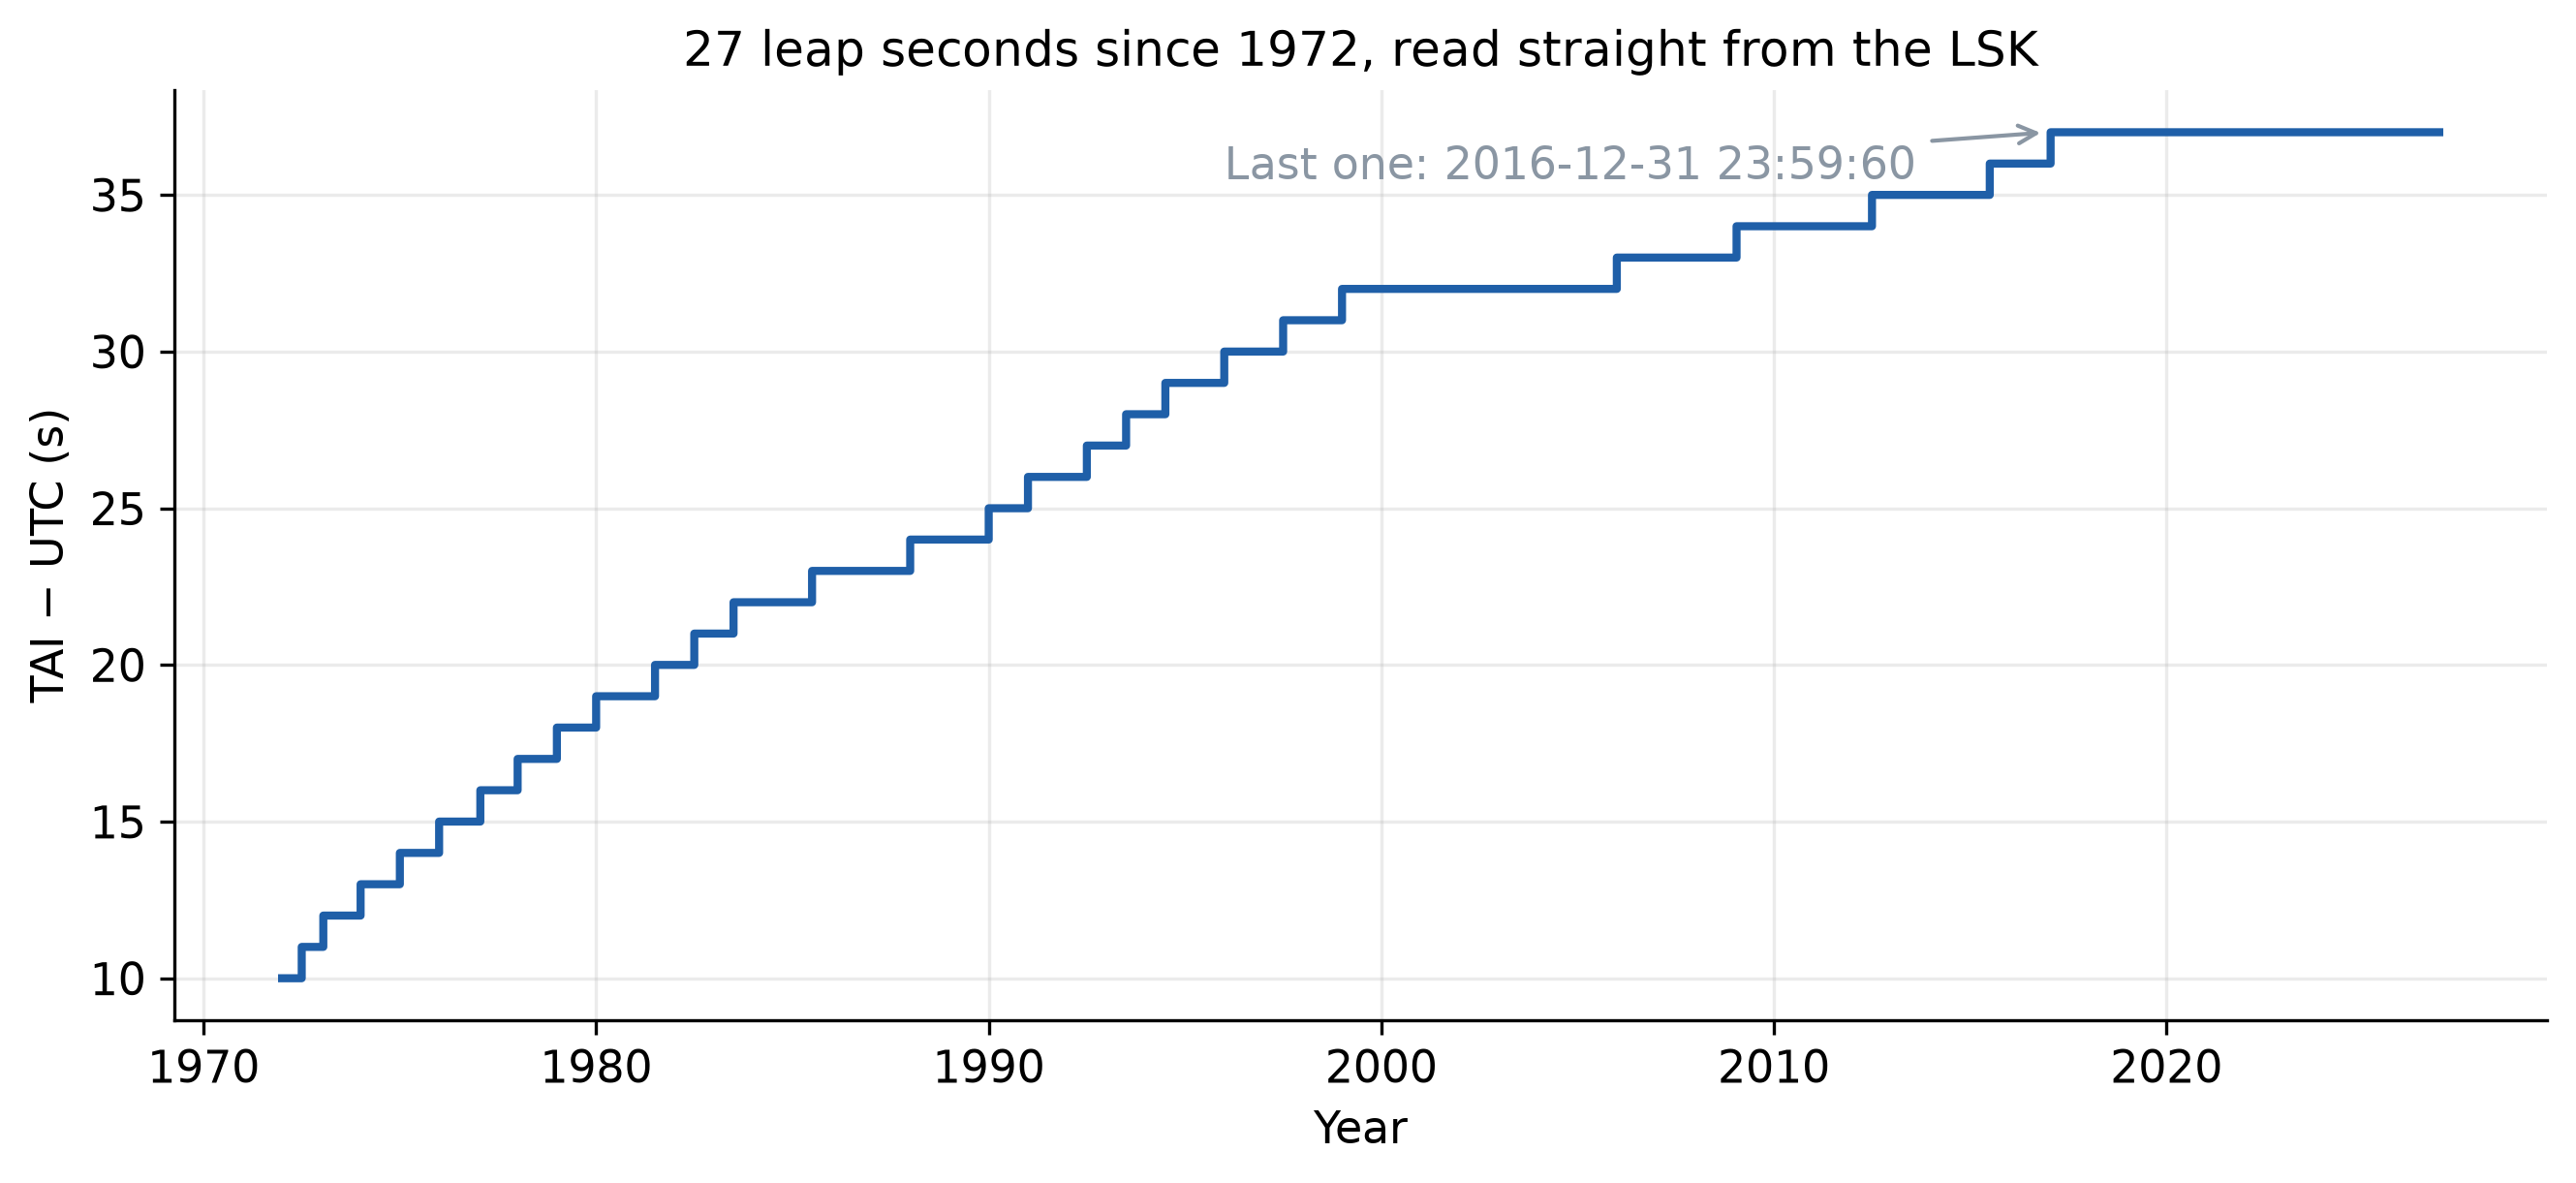 27 leap seconds since 1972, read straight from the LSK
Last one: 2016-12-31 23:59:60
TAI − UTC (s)
35
30
25
20
15
10
1970 1980 1990 2000 2010 2020
Year